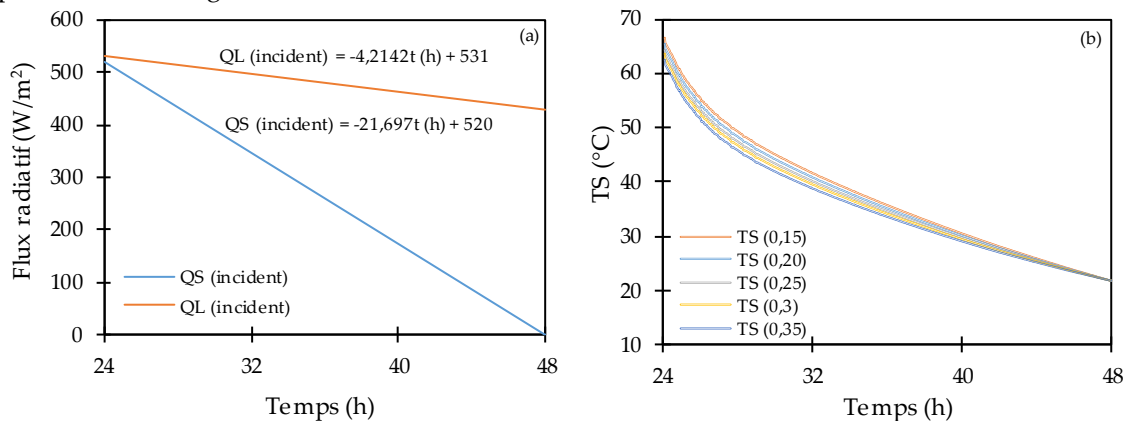 600
500
400
300
200
100
0
24
32
40
48
Flux radiatif (W/m²)
Temps (h)
(a)
QL (incident) = -4,2142t (h) + 531
QS (incident) = -21,697t (h) + 520
QS (incident)
QL (incident)
70
60
50
40
30
20
10
24
32
40
48
TS (°C)
Temps (h)
(b)
TS (0,15)
TS (0,20)
TS (0,25)
TS (0,3)
TS (0,35)